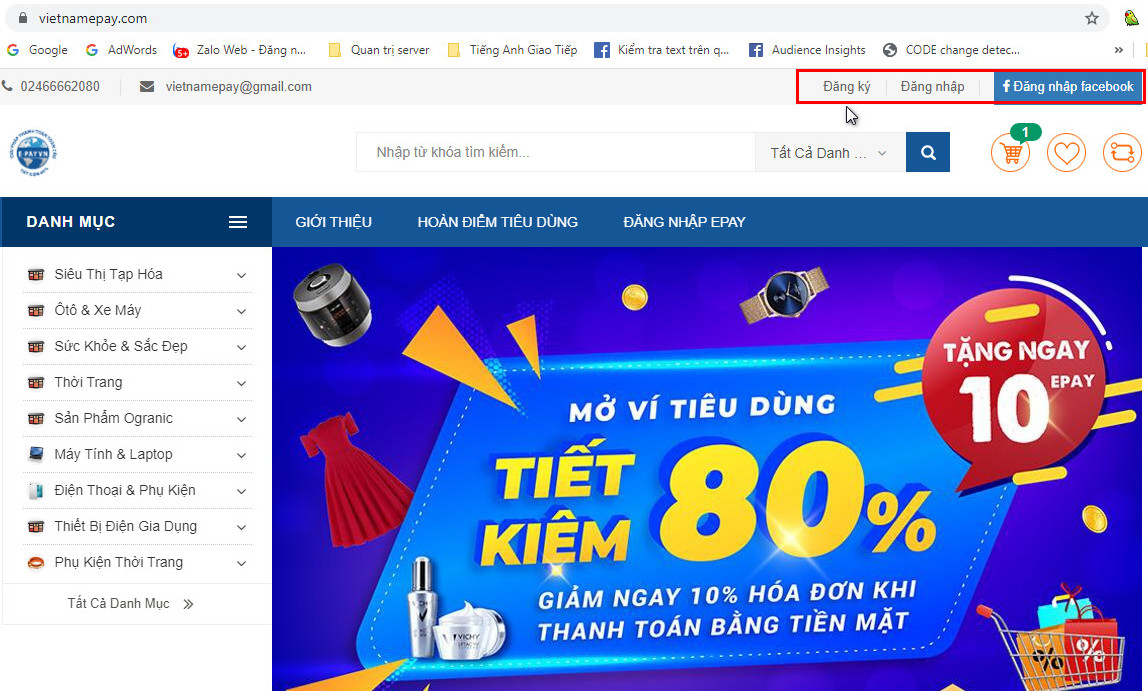 vietnamepay.com
Google AdWords Zalo Web - Đăng n... Quan trị server Tiếng Anh Giao Tiếp Kiểm tra text trên q... Audience Insights CODE change detec... »
02466662080 vietnamepay@gmail.com Đăng ký Đăng nhập f Đăng nhập facebook
E-PAY VN
Nhập từ khóa tìm kiếm... Tất Cả Danh ... 1
DANH MỤC GIỚI THIỆU HOÀN ĐIỂM TIÊU DÙNG ĐĂNG NHẬP EPAY
Siêu Thị Tạp Hóa
Ôtô & Xe Máy
Sức Khỏe & Sắc Đẹp
Thời Trang
Sản Phẩm Ogranic
Máy Tính & Laptop
Điện Thoại & Phụ Kiện
Thiết Bị Điện Gia Dụng
Phụ Kiện Thời Trang
Tất Cả Danh Mục
TẶNG NGAY
10 EPAY
MỞ VÍ TIÊU DÙNG
TIẾT
KIỆM
80%
GIẢM NGAY 10% HÓA ĐƠN KHI
THANH TOÁN BẰNG TIỀN MẶT
VICHY
VICHY
% %